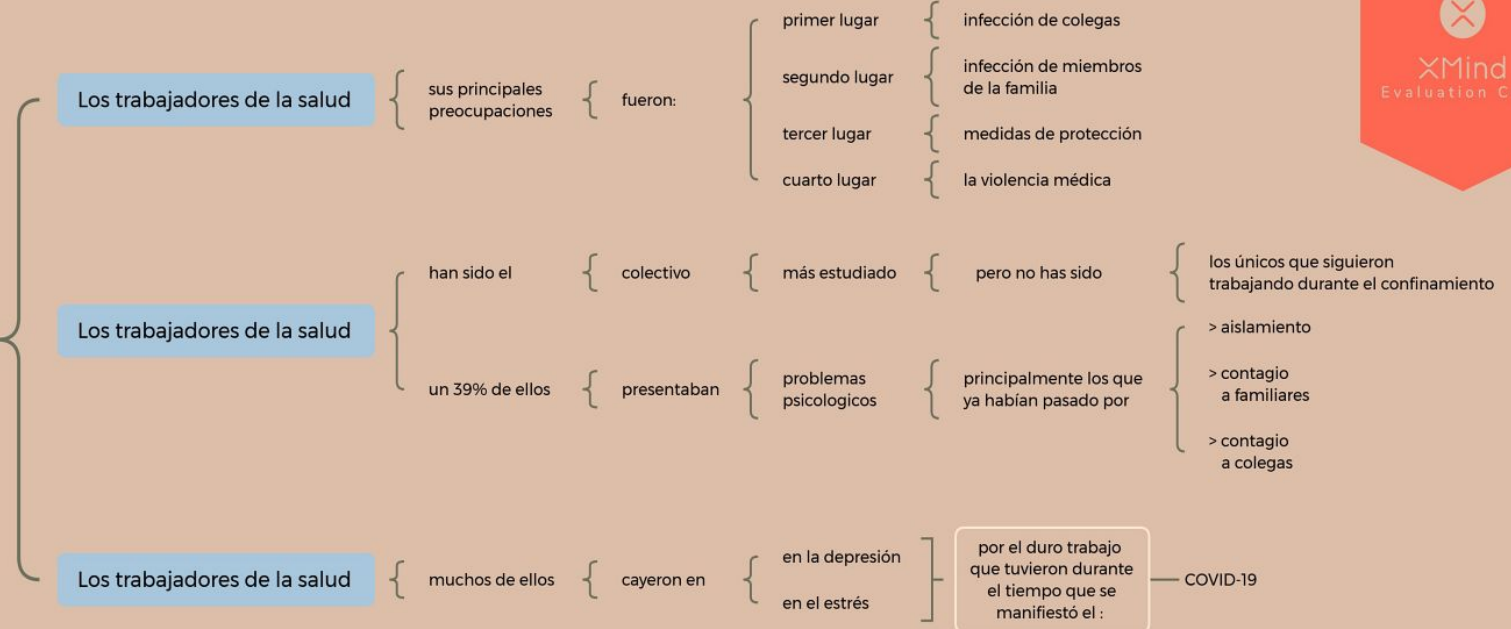 Los trabajadores de la salud
sus principales
preocupaciones
fueron:
primer lugar
infección de colegas
segundo lugar
infección de miembros
de la familia
tercer lugar
medidas de protección
cuarto lugar
la violencia médica
XMind
Evaluation C
Los trabajadores de la salud
han sido el
colectivo
más estudiado
pero no has sido
los únicos que siguieron
trabajando durante el confinamiento
un 39% de ellos
presentaban
problemas
psicologicos
principalmente los que
ya habían pasado por
> aislamiento
> contagio
a familiares
> contagio
a colegas
Los trabajadores de la salud
muchos de ellos
cayeron en
en la depresión
en el estrés
por el duro trabajo
que tuvieron durante
el tiempo que se
manifiestó el :
COVID-19